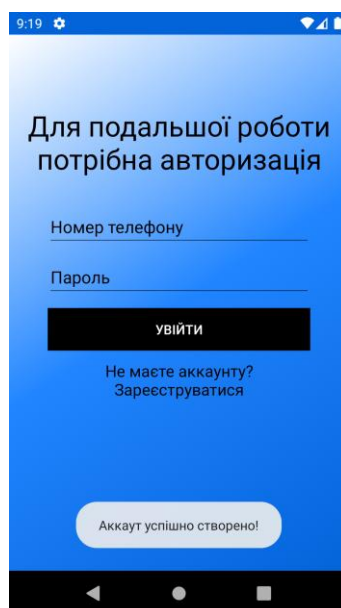 9:19
Для подальшої роботи
потрібна авторизація
Номер телефону
Пароль
УВІЙТИ
Не маєте аккаунту?
Зареєструватися
Аккаут успішно створено!